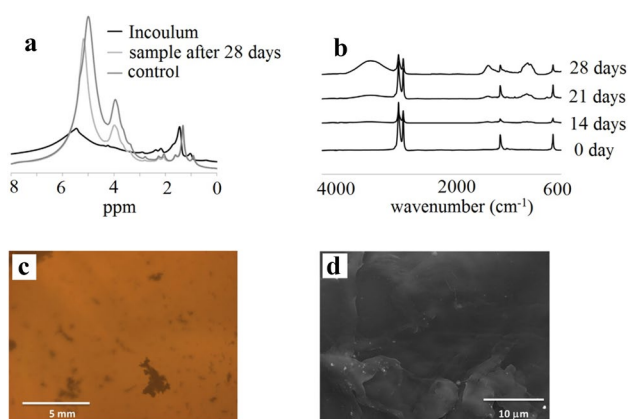 a
Incoulum
sample after 28 days
control
8 6 4 2 0
ppm
b
28 days
21 days
14 days
0 day
4000 2000 600
wavenumber (cm-1)
c
5 mm
d
10 µm